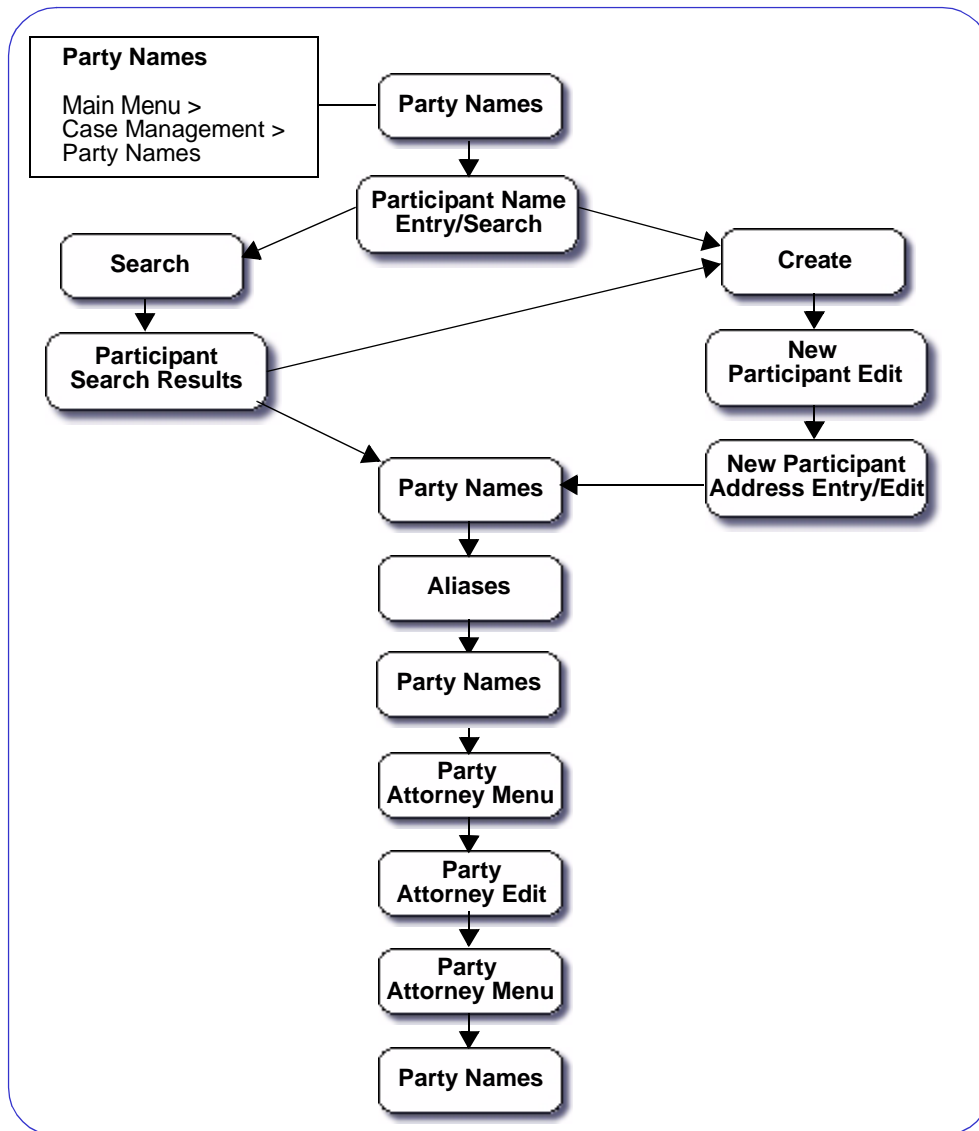 Party Names
Main Menu >
Case Management >
Party Names
Party Names
Participant Name
Entry/Search
Search
Create
Participant
Search Results
New
Participant Edit
New Participant
Address Entry/Edit
Party Names
Aliases
Party Names
Party
Attorney Menu
Party
Attorney Edit
Party
Attorney Menu
Party Names